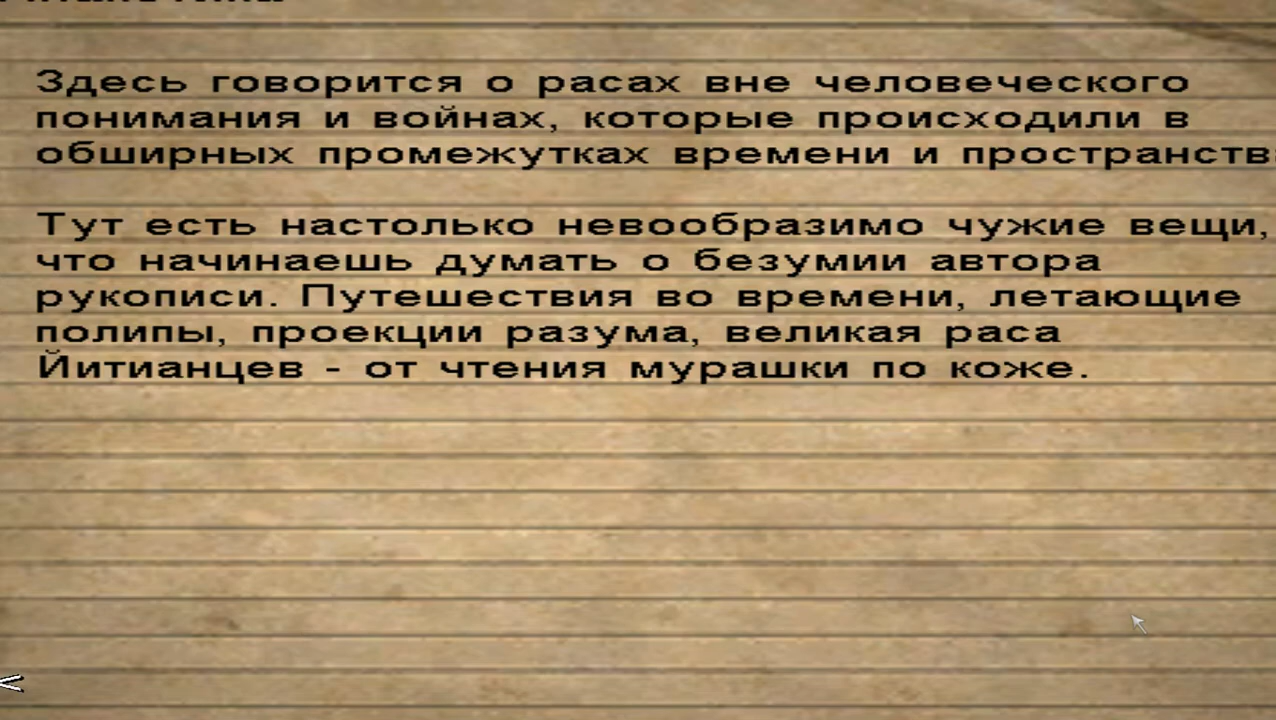 Здесь говорится о расах вне человеческого
понимания и войнах, которые происходили в
обширных промежутках времени и
Тут есть настолько невообразимо чужие вещи,
что начинаешь думать о безумии автора
рукописи. Путешествия во времени, летающие
полипы, проекции разума, великая раса
Йитианцев - от чтения мурашки по коже.
<